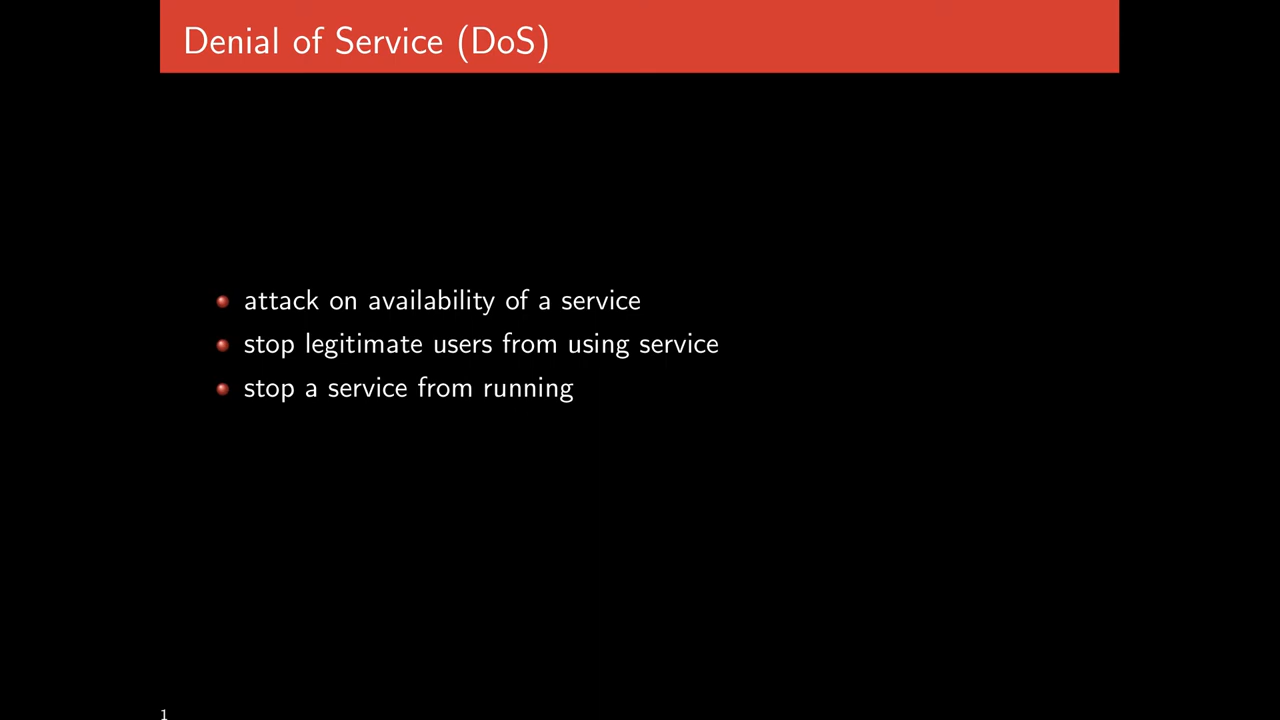 Denial of Service (DoS)
attack on availability of a service
stop legitimate users from using service
stop a service from running
1